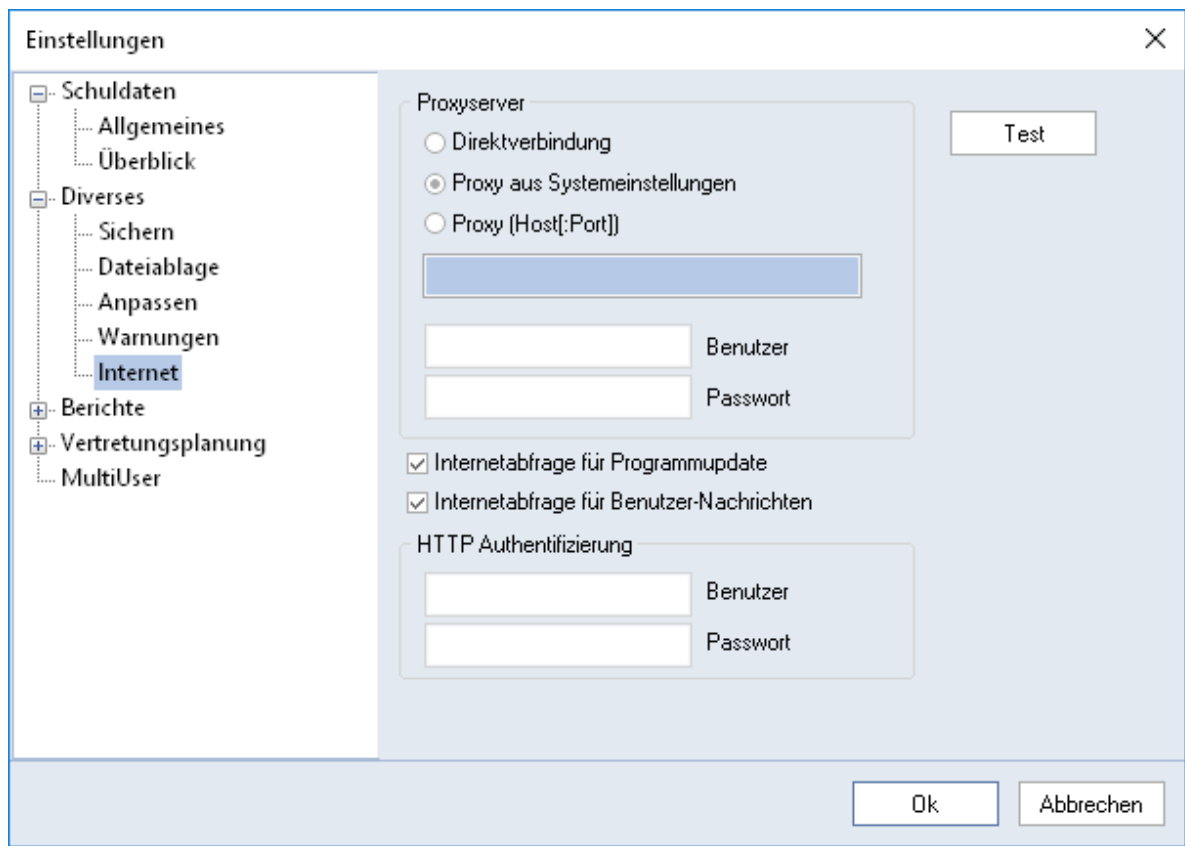 Einstellungen
Schuldaten
Allgemeines
Überblick
Diverses
Sichern
Dateiablage
Anpassen
Warnungen
Internet
Berichte
Vertretungsplanung
MultiUser
Proxyserver
Direktverbindung
Proxy aus Systemeinstellungen
Proxy (Host[:Port])
Benutzer
Passwort
Internetabfrage für Programmupdate
Internetabfrage für Benutzer-Nachrichten
HTTP Authentifizierung
Benutzer
Passwort
Test
Ok
Abbrechen